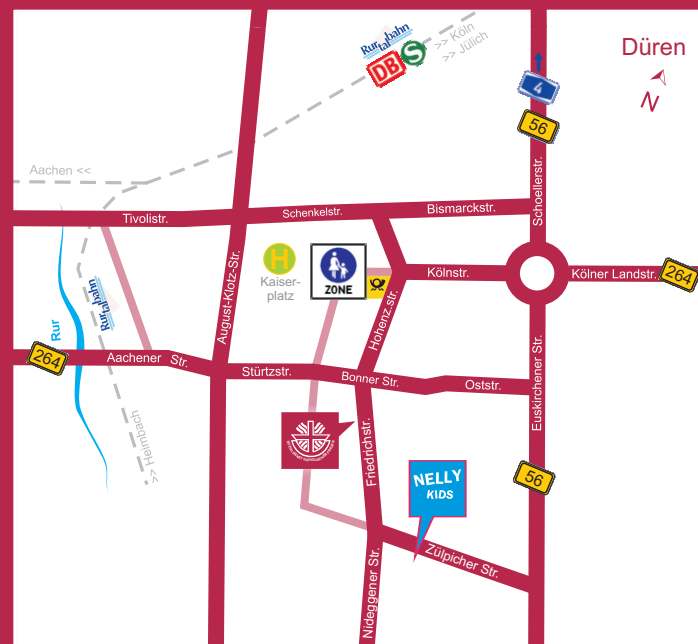 Düren
N
Rurtalbahn
DB
S
>> Köln
>> Jülich
4
56
Aachen <<
Tivolistr.
Schenkelstr.
Bismarckstr.
Schoellerstr.
H
Kaiser-
platz
ZONE
Kölnstr.
Kölner Landstr.
264
August-Klotz-Str.
Hohenz.str.
Rur
Rurtalbahn
264
Aachener Str.
Stürtzstr.
Bonner Str.
Oststr.
Euskirchener Str.
>> Heimbach
Friedrichstr.
NELLY
KIDS
56
Zülpicher Str.
Nideggener Str.